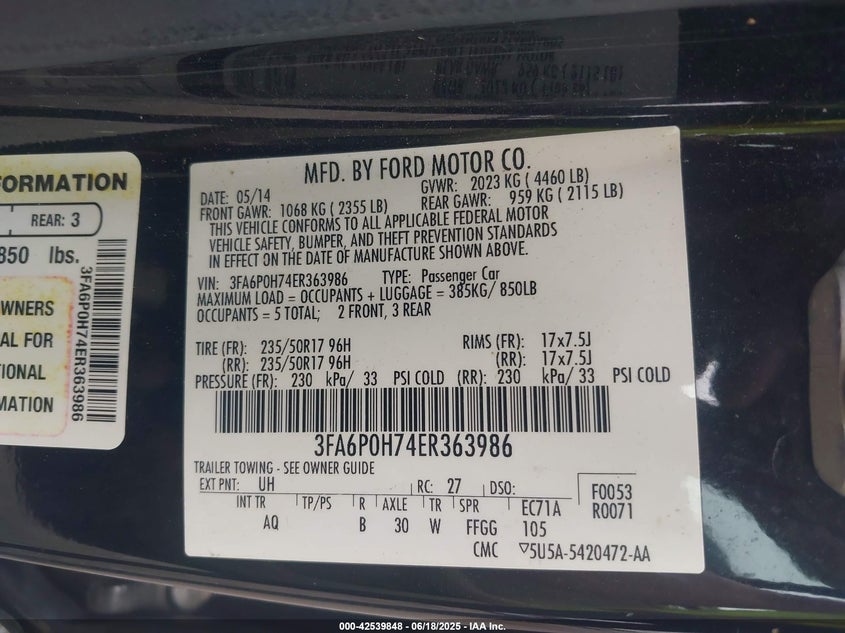 FORMATION
REAR: 3
850 lbs.
WNERS
AL FOR
TIONAL
MATION
3FA6P0H74ER363986
MFD. BY FORD MOTOR CO.
DATE: 05/14 GVWR: 2023 KG ( 4460 LB)
FRONT GAWR: 1068 KG ( 2355 LB) REAR GAWR: 959 KG ( 2115 LB)
THIS VEHICLE CONFORMS TO ALL APPLICABLE FEDERAL MOTOR
VEHICLE SAFETY, BUMPER, AND THEFT PREVENTION STANDARDS
IN EFFECT ON THE DATE OF MANUFACTURE SHOWN ABOVE.
VIN: 3FA6P0H74ER363986 TYPE: Passenger Car
MAXIMUM LOAD = OCCUPANTS + LUGGAGE = 385KG/ 850LB
OCCUPANTS = 5 TOTAL; 2 FRONT, 3 REAR
TIRE (FR): 235/50R17 96H RIMS (FR): 17x7.5J
(RR): 235/50R17 96H (RR): 17x7.5J
PRESSURE (FR): 230 kPa/ 33 PSI COLD (RR): 230 kPa/ 33 PSI COLD
3FA6P0H74ER363986
TRAILER TOWING - SEE OWNER GUIDE
EXT PNT: UH RC: 27 DSO: F0053
INT TR TP/PS R AXLE TR SPR EC71A R0071
AQ B 30 W FFGG 105
CMC ▽5U5A-5420472-AA
000-42539848 - 06/18/2025 - IAA Inc.